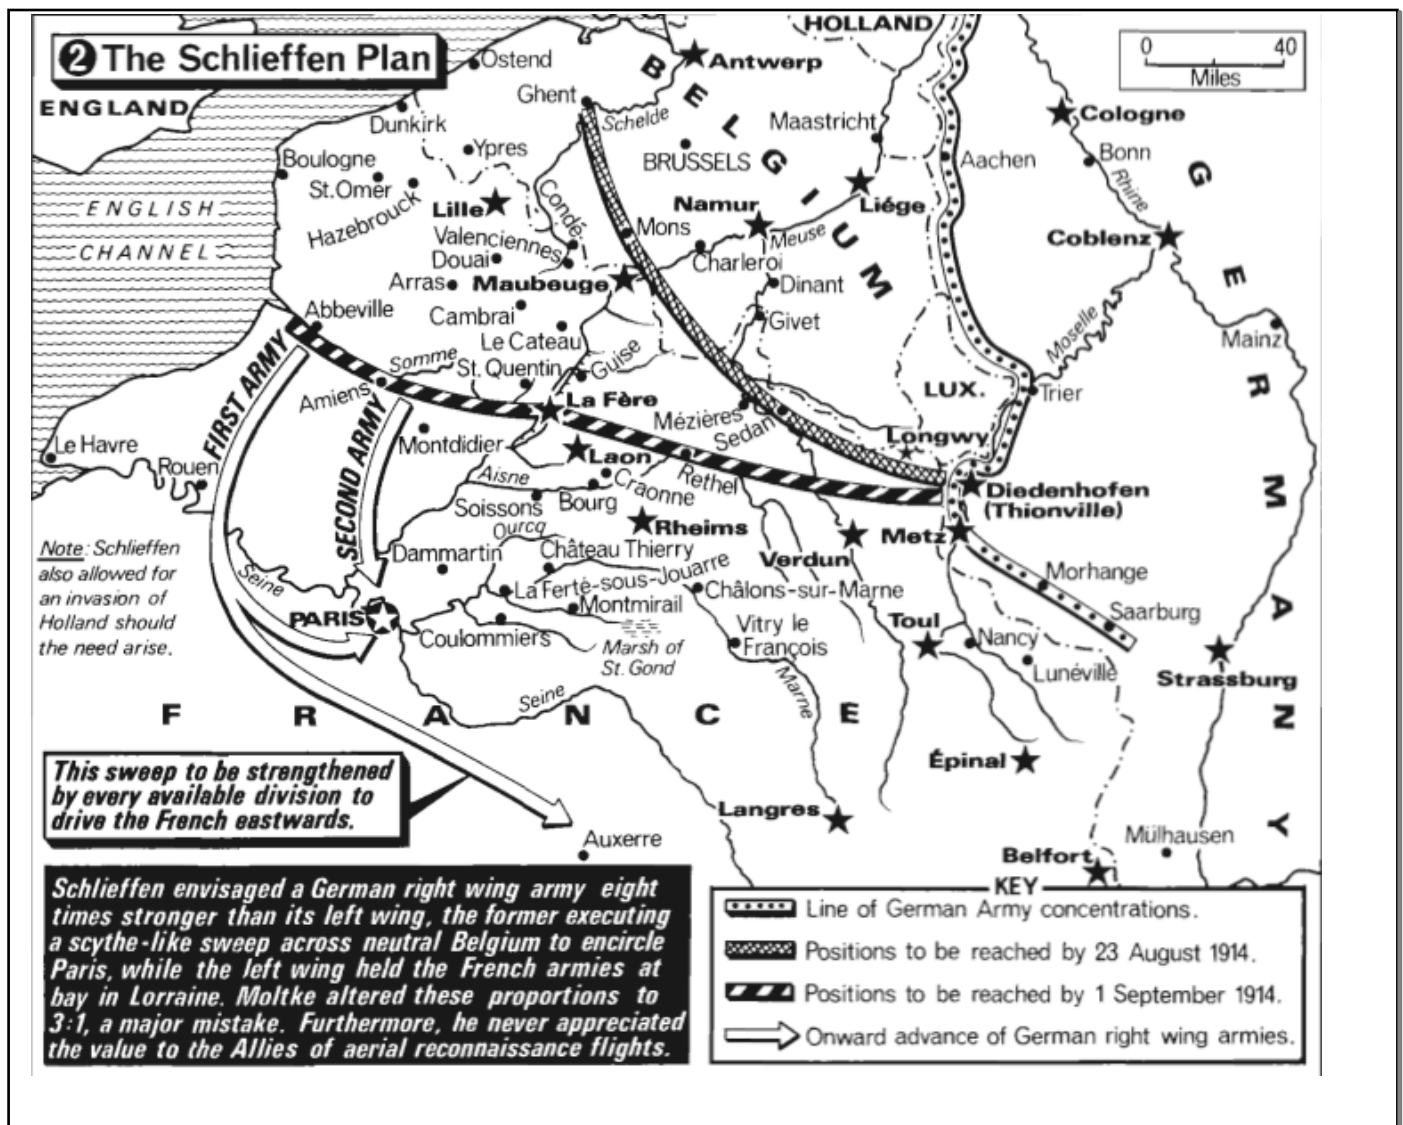 2 The Schlieffen Plan
HOLLAND
0 40
Miles
ENGLAND
Ostend
Antwerp
BELGIUM
Ghent
Schelde
Cologne
Dunkirk
Maastricht
Ypres
BRUSSELS
Aachen
Bonn
Rhine
GERMANY
Boulogne
St.Omer
Hazebrouck
Lille
Condé
Namur
Liége
ENGLISH
CHANNEL
Valenciennes
Mons
Meuse
Coblenz
Douai
Charleroi
Arras
Maubeuge
Dinant
Abbeville
Cambrai
Givet
Moselle
Mainz
Le Cateau
Somme
St. Quentin
Guise
LUX.
Trier
Amiens
La Fère
Mézières
Sedan
Longwy
FIRST ARMY
SECOND ARMY
Montdidier
Le Havre
Rouen
Laon
Aisne
Craonne
Rethel
Diedenhofen
(Thionville)
Soissons
Bourg
Ourcq
Rheims
Metz
Verdun
Note: Schlieffen
also allowed for
an invasion of
Holland should
the need arise.
Dammartin
Château Thierry
Seine
La Ferté-sous-Jouarre
Châlons-sur-Marne
Morhange
Montmirail
Saarburg
PARIS
Coulommiers
Marsh of
St. Gond
Vitry le
François
Toul
Nancy
Lunéville
Strassburg
Seine
Marne
FRANCE
Épinal
This sweep to be strengthened
by every available division to
drive the French eastwards.
Langres
Auxerre
Mülhausen
Belfort
Schlieffen envisaged a German right wing army eight
times stronger than its left wing, the former executing
a scythe-like sweep across neutral Belgium to encircle
Paris, while the left wing held the French armies at
bay in Lorraine. Moltke altered these proportions to
3:1, a major mistake. Furthermore, he never appreciated
the value to the Allies of aerial reconnaissance flights.
KEY
Line of German Army concentrations.
Positions to be reached by 23 August 1914.
Positions to be reached by 1 September 1914.
Onward advance of German right wing armies.